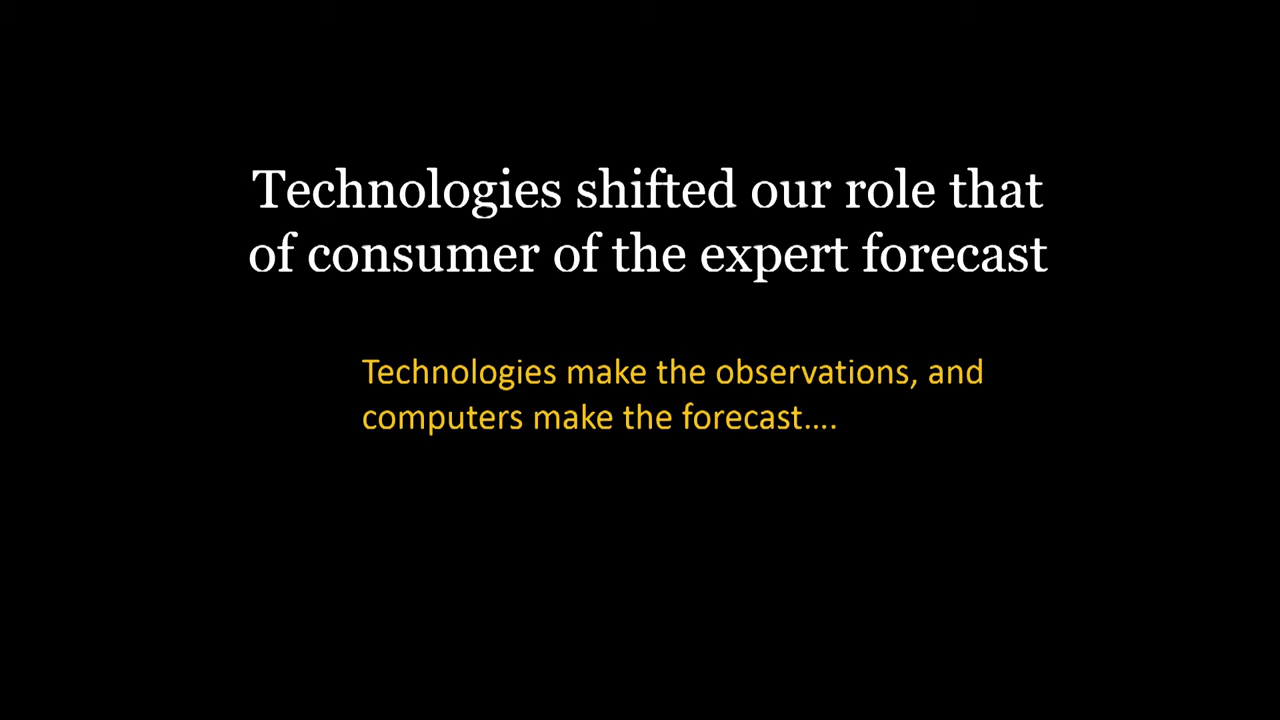 Technologies shifted our role that
of consumer of the expert forecast
Technologies make the observations, and
computers make the forecast....